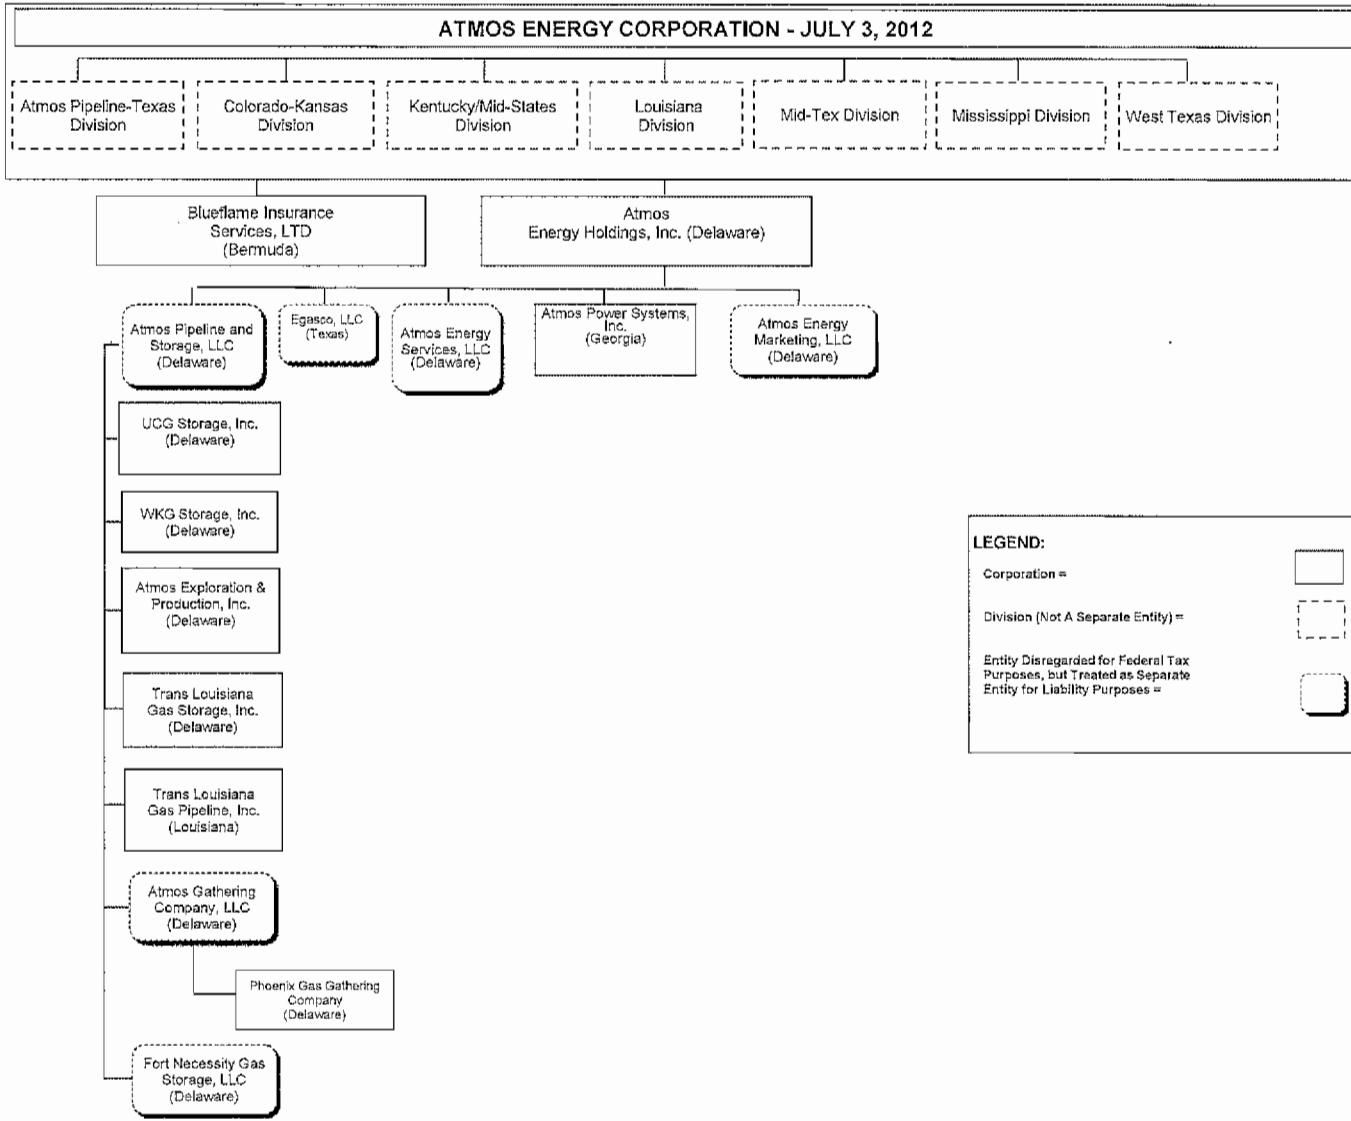 ATMOS ENERGY CORPORATION - JULY 3, 2012
Atmos Pipeline-Texas
Division
Colorado-Kansas
Division
Kentucky/Mid-States
Division
Louisiana
Division
Mid-Tex Division
Mississippi Division
West Texas Division
Blueflame Insurance
Services, LTD
(Bermuda)
Atmos
Energy Holdings, Inc. (Delaware)
Atmos Pipeline and
Storage, LLC
(Delaware)
Egasco, LLC
(Texas)
Atmos Energy
Services, LLC
(Delaware)
Atmos Power Systems,
Inc.
(Georgia)
Atmos Energy
Marketing, LLC
(Delaware)
UCG Storage, Inc.
(Delaware)
WKG Storage, Inc.
(Delaware)
Atmos Exploration &
Production, Inc.
(Delaware)
Trans Louisiana
Gas Storage, Inc.
(Delaware)
Trans Louisiana
Gas Pipeline, Inc.
(Louisiana)
Atmos Gathering
Company, LLC
(Delaware)
Phoenix Gas Gathering
Company
(Delaware)
Fort Necessity Gas
Storage, LLC
(Delaware)
LEGEND:
Corporation =
Division (Not A Separate Entity) =
Entity Disregarded for Federal Tax
Purposes, but Treated as Separate
Entity for Liability Purposes =